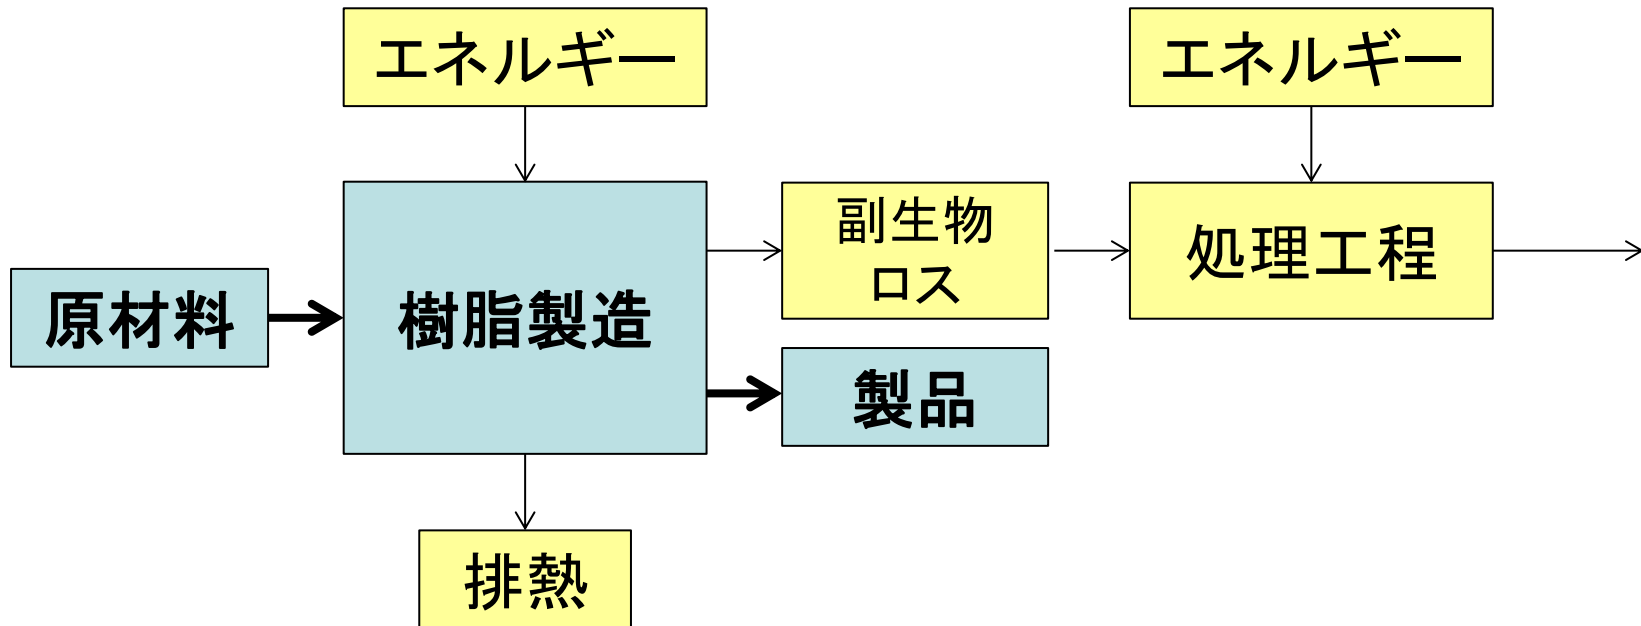 エネルギー
エネルギー
原材料
樹脂製造
副生物
ロス
処理工程
製品
排熱